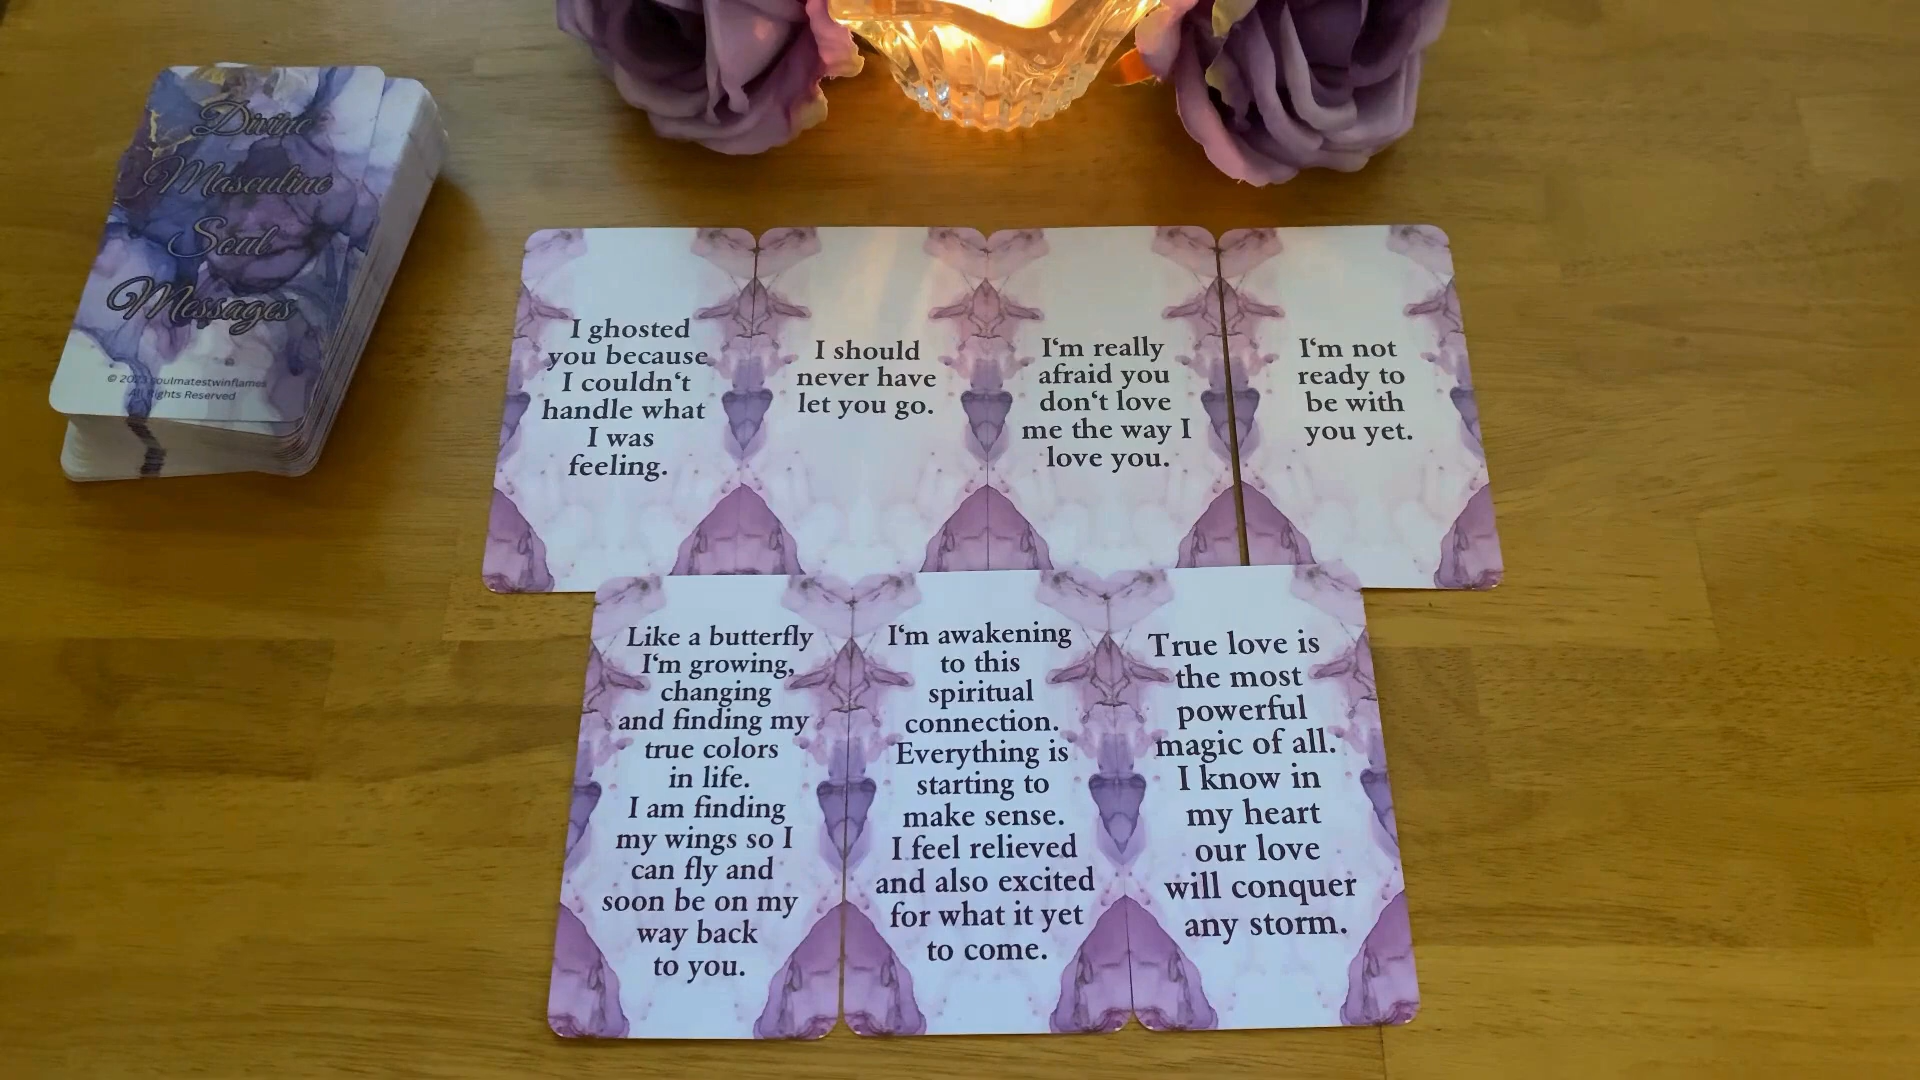 Divine
Masculine
Soul
Messages
© 2023 soulmatestwinflames
All Rights Reserved
I ghosted
you because
I couldn't
handle what
I was
feeling.
I should
never have
let you go.
I'm really
afraid you
don't love
me the way I
love you.
I'm not
ready to
be with
you yet.
Like a butterfly
I'm growing,
changing
and finding my
true colors
in life.
I am finding
my wings so I
can fly and
soon be on my
way back
to you.
I'm awakening
to this
spiritual
connection.
Everything is
starting to
make sense.
I feel relieved
and also excited
for what it yet
to come.
True love is
the most
powerful
magic of all.
I know in
my heart
our love
will conquer
any storm.